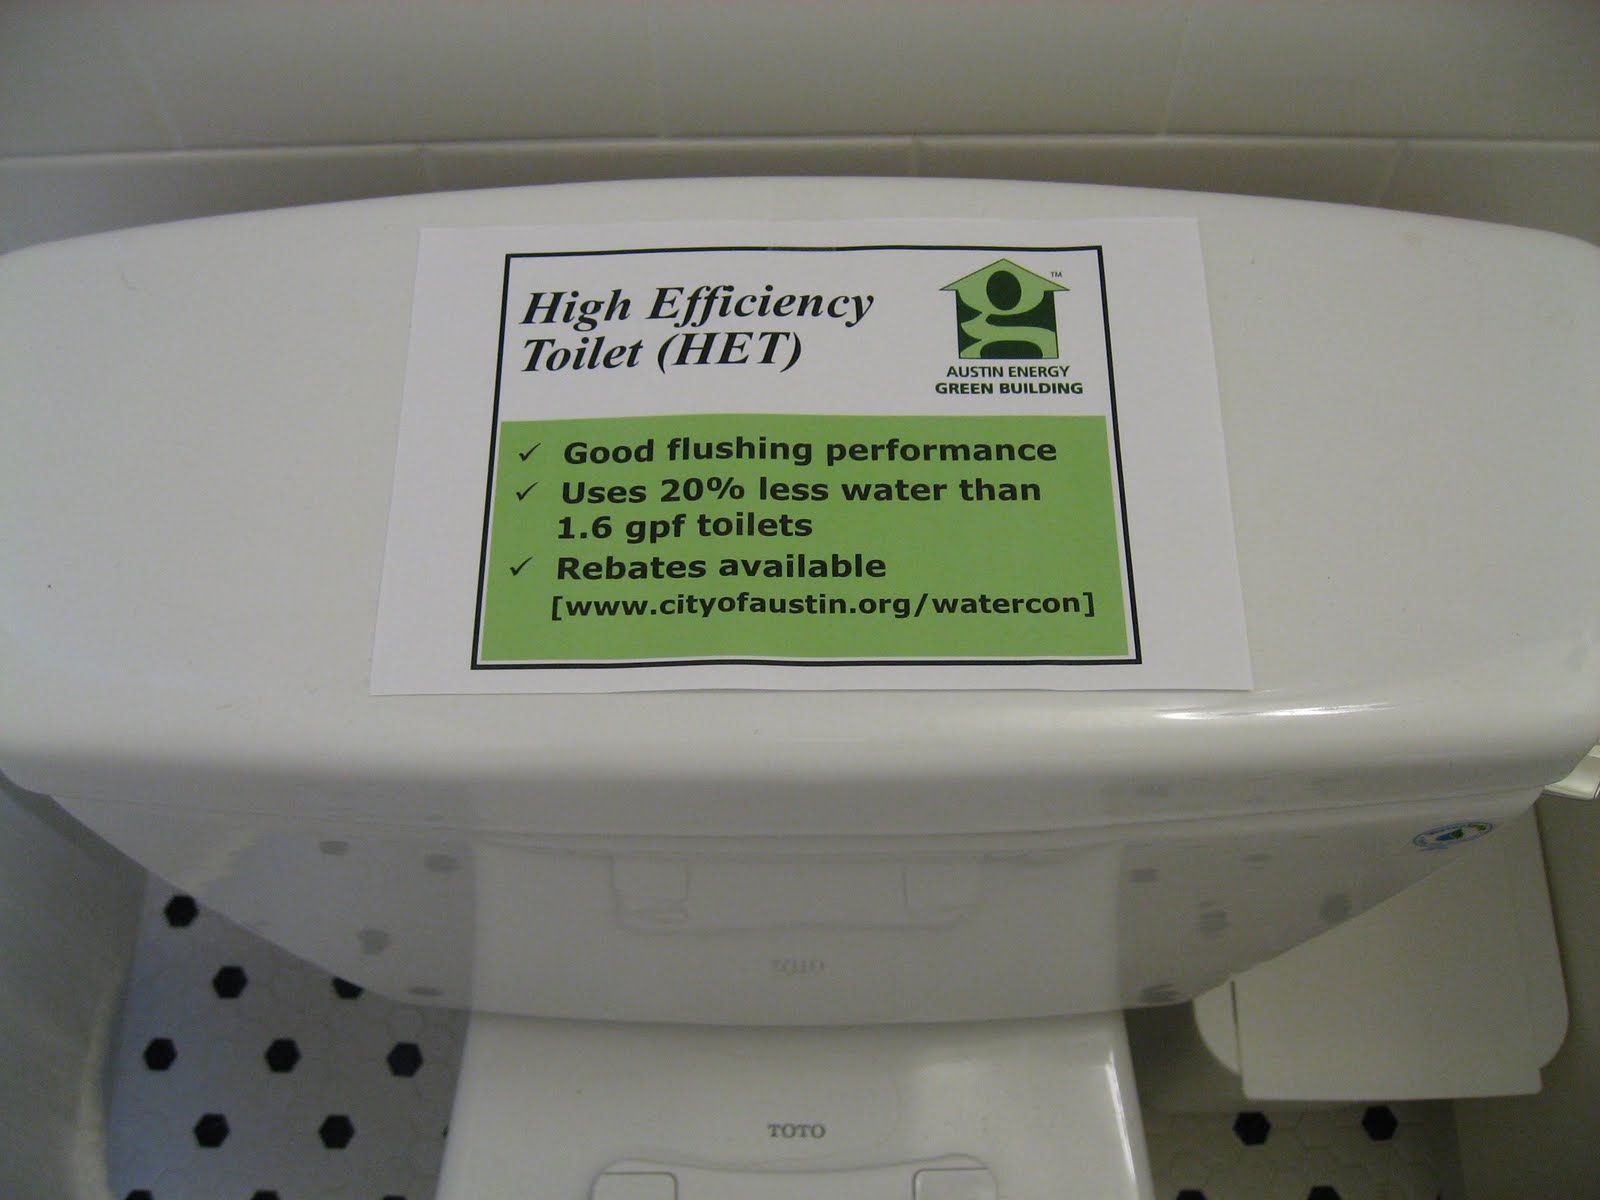 High Efficiency
Toilet (HET)
TM
AUSTIN ENERGY
GREEN BUILDING
✓ Good flushing performance
✓ Uses 20% less water than
1.6 gpf toilets
✓ Rebates available
[www.cityofaustin.org/watercon]
TOTO